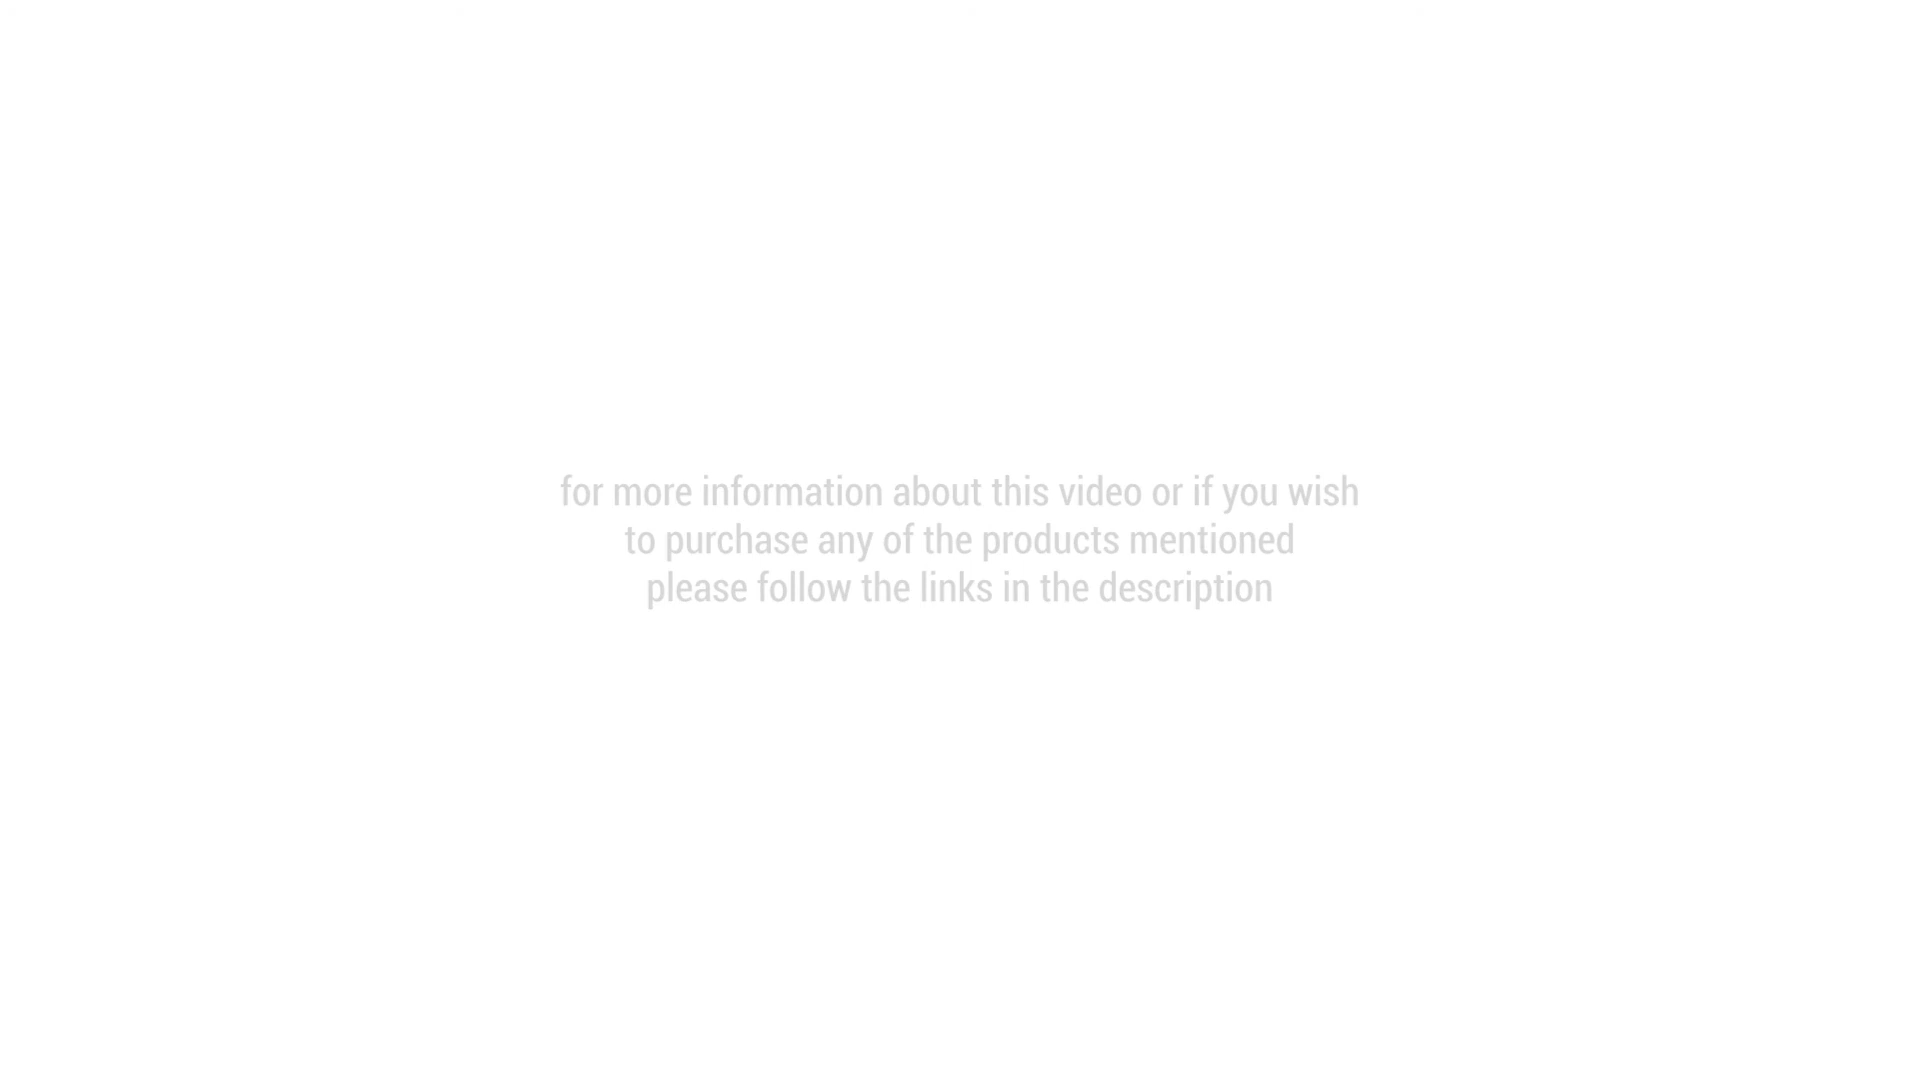 for more information about this video or if you wish
to purchase any of the products mentioned
please follow the links in the description